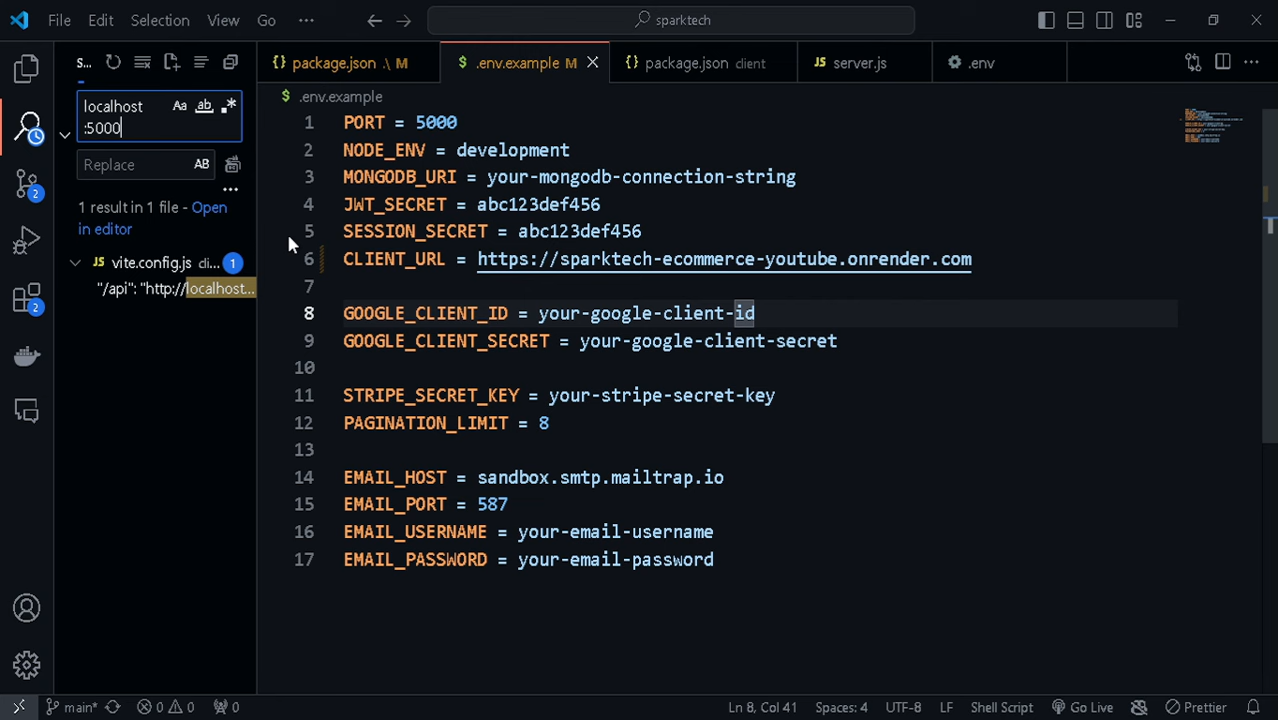 File Edit Selection View Go ··· sparktech
S...
localhost
:5000
Aa ab .*
Replace AB
···
1 result in 1 file - Open
in editor
JS vite.config.js di... 1
"/api": "http://localhost...
{} package.json .\ M
$ .env.example M
{} package.json client
JS server.js
.env
$ .env.example
1 PORT = 5000
2 NODE_ENV = development
3 MONGODB_URI = your-mongodb-connection-string
4 JWT_SECRET = abc123def456
5 SESSION_SECRET = abc123def456
6 CLIENT_URL = https://sparktech-ecommerce-youtube.onrender.com
7
8 GOOGLE_CLIENT_ID = your-google-client-id
9 GOOGLE_CLIENT_SECRET = your-google-client-secret
10
11 STRIPE_SECRET_KEY = your-stripe-secret-key
12 PAGINATION_LIMIT = 8
13
14 EMAIL_HOST = sandbox.smtp.mailtrap.io
15 EMAIL_PORT = 587
16 EMAIL_USERNAME = your-email-username
17 EMAIL_PASSWORD = your-email-password
2
2
main* 0 0 0 Ln 8, Col 41 Spaces: 4 UTF-8 LF Shell Script Go Live Prettier